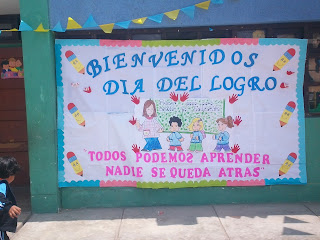 BIENVENIDOS
DIA DEL LOGRO
"TODOS PODEMOS APRENDER
NADIE SE QUEDA ATRAS"